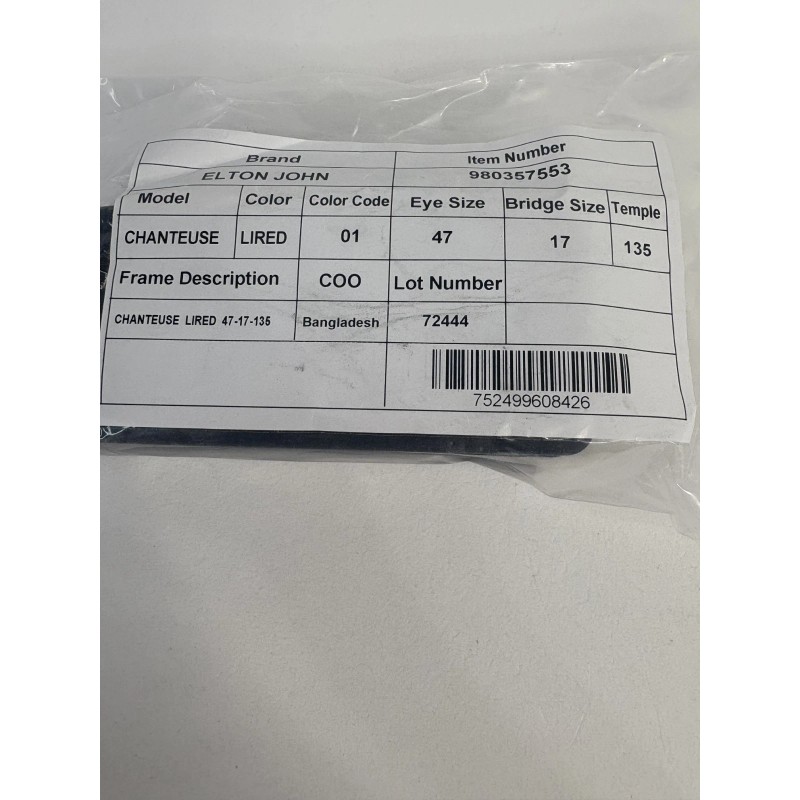 Brand Item Number
ELTON JOHN 980357553
Model Color Color Code Eye Size Bridge Size Temple
CHANTEUSE LIRED 01 47 17 135
Frame Description COO Lot Number
CHANTEUSE LIRED 47-17-135 Bangladesh 72444
752499608426